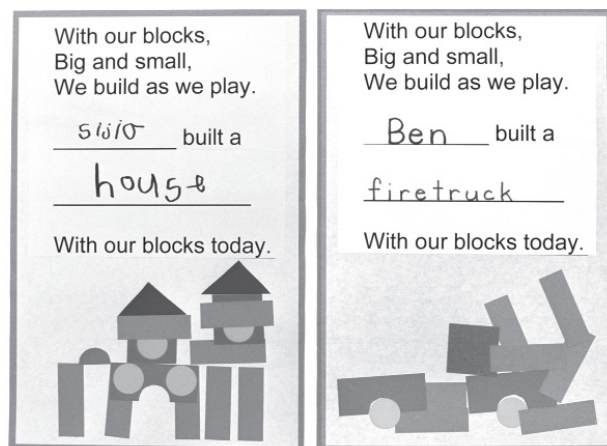 With our blocks,
Big and small,
We build as we play.
built a
house
With our blocks today.
With our blocks,
Big and small,
We build as we play.
Ben built a
firetruck
With our blocks today.